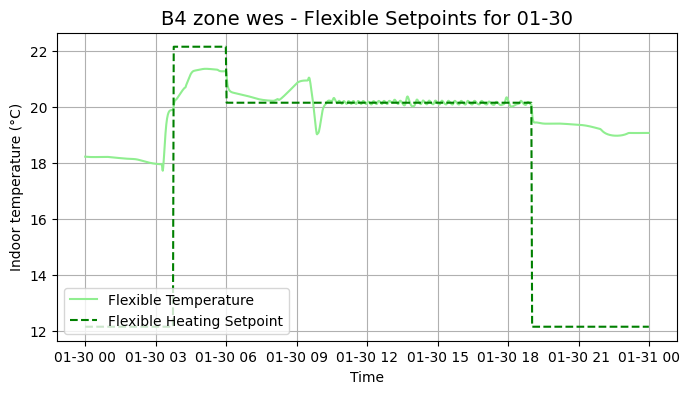 B4 zone wes - Flexible Setpoints for 01-30
Indoor temperature (°C)
22
20
18
16
14
12
Flexible Temperature
Flexible Heating Setpoint
01-30 00 01-30 03 01-30 06 01-30 09 01-30 12 01-30 15 01-30 18 01-30 21 01-31 00
Time